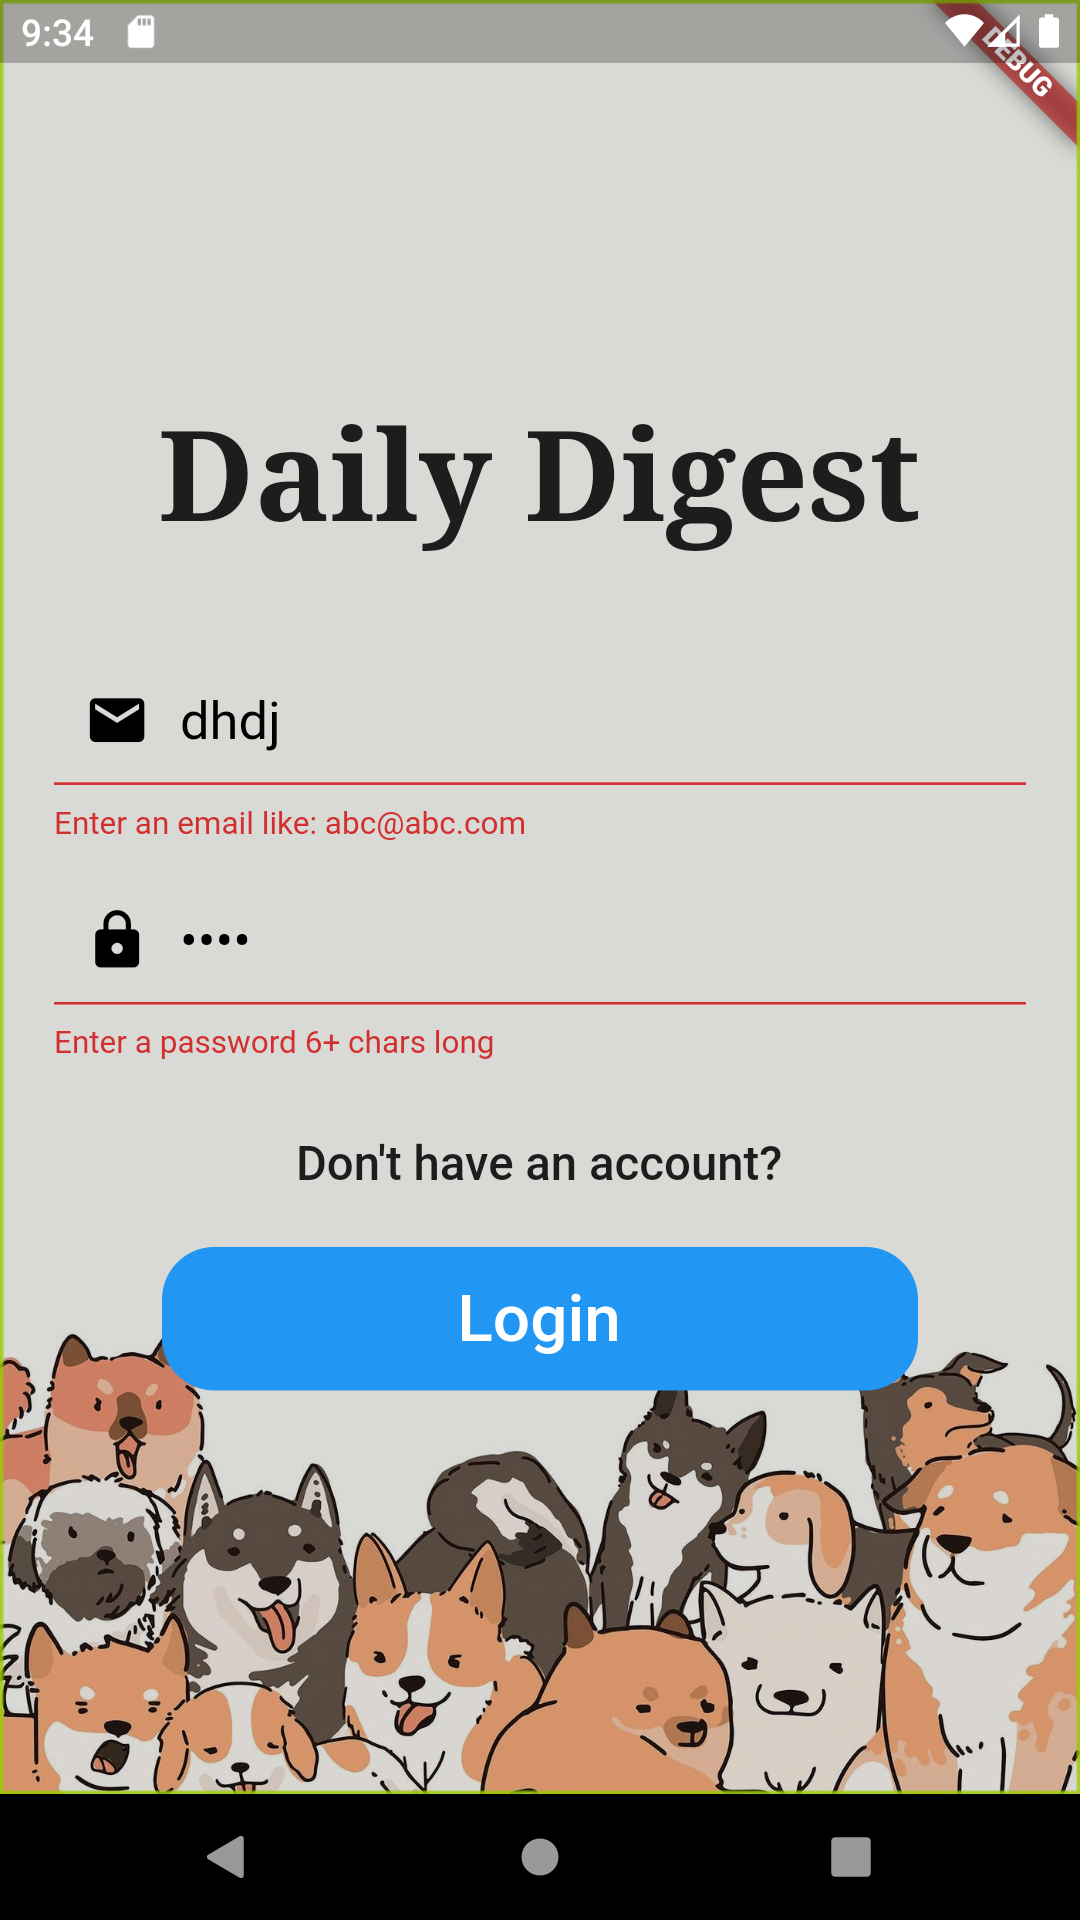 9:34
DEBUG
Daily Digest
dhdj
Enter an email like: abc@abc.com
••••
Enter a password 6+ chars long
Don't have an account?
Login